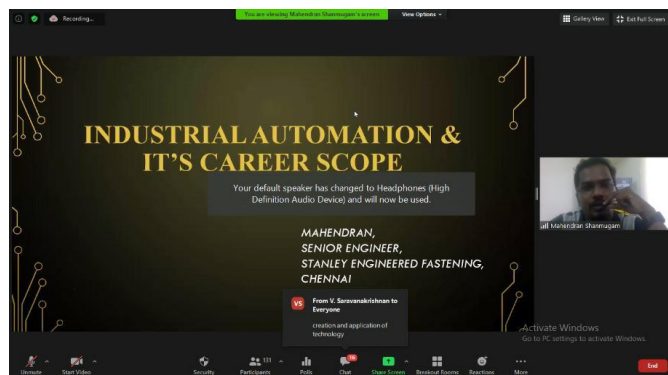 Recording...
You are viewing Mahendran Shanmugam's screen
View Options
Gallery View
Exit Full Screen
INDUSTRIAL AUTOMATION &
IT'S CAREER SCOPE
Your default speaker has changed to Headphones (High
Definition Audio Device) and will now be used.
MAHENDRAN,
SENIOR ENGINEER,
STANLEY ENGINEERED FASTENING,
CHENNAI
Mahendran Shanmugam
VS
From V. Saravanakrishnan to
Everyone
creation and application of
technology
Activate Windows
Go to PC settings to activate Windows.
Unmute
Start Video
Security
Participants
111
Polls
Chat
Share Screen
Breakout Rooms
Reactions
More
End